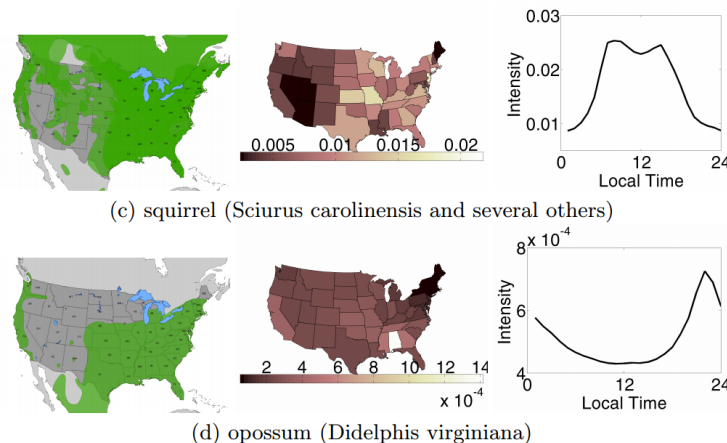 0.03
0.02
0.01
Intensity
0 12 24
Local Time
0.005 0.01 0.015 0.02
(c) squirrel (Sciurus carolinensis and several others)
8 x 10⁻⁴
6
4
Intensity
0 12 24
Local Time
2 4 6 8 10 12 14
x 10⁻⁴
(d) opossum (Didelphis virginiana)